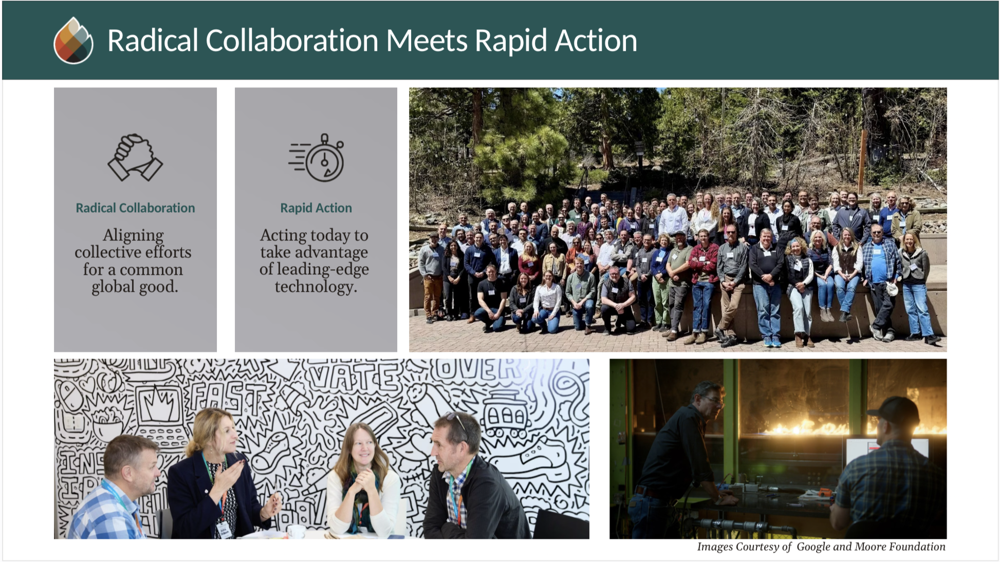 Radical Collaboration Meets Rapid Action
Radical Collaboration
Aligning
collective efforts
for a common
global good.
Rapid Action
Acting today to
take advantage
of leading-edge
technology.
VATE
OVER
FAST
Images Courtesy of Google and Moore Foundation